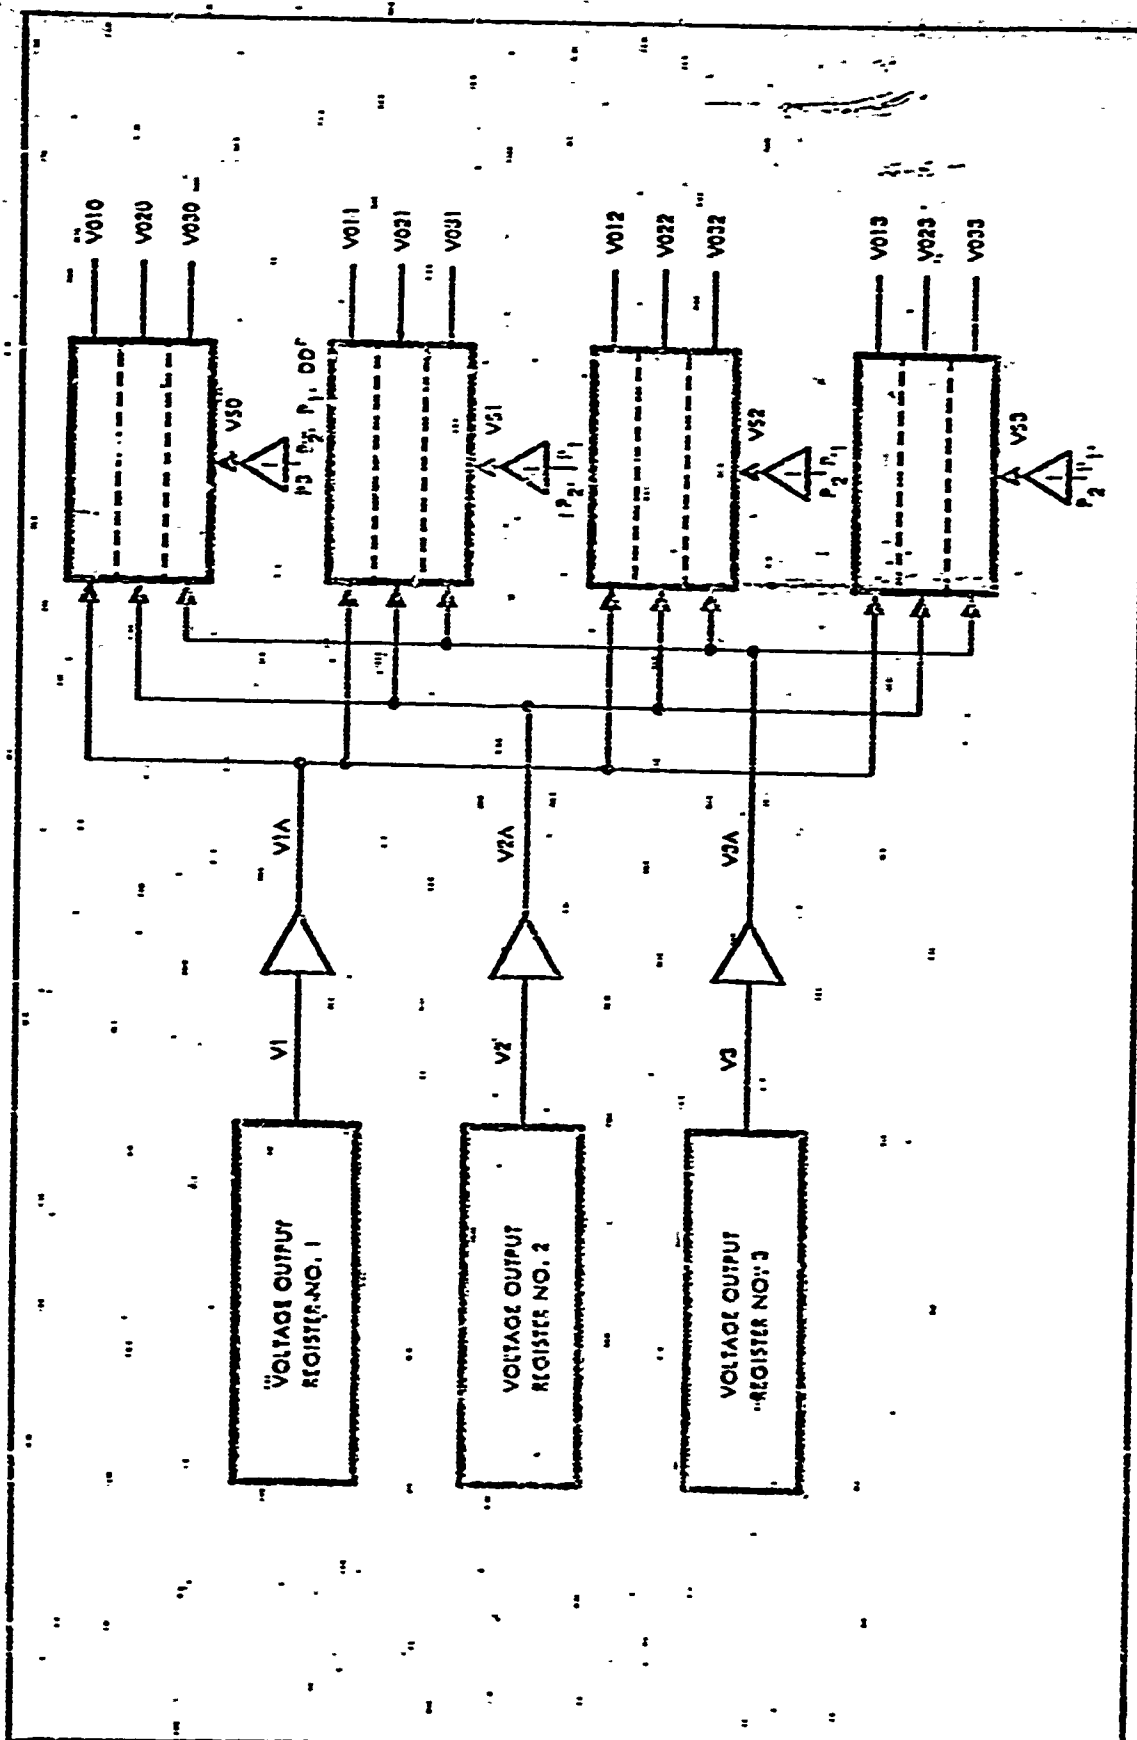 VOLTAGE OUTPUT
REGISTER NO. 1
V1
V1A
VOLTAGE OUTPUT
REGISTER NO. 2
V2
V2A
VOLTAGE OUTPUT
REGISTER NO. 3
V3
V3A
V010
V020
V030
VS0
V011
V021
V031
VS1
V012
V022
V032
VS2
V013
V023
V033
VS3